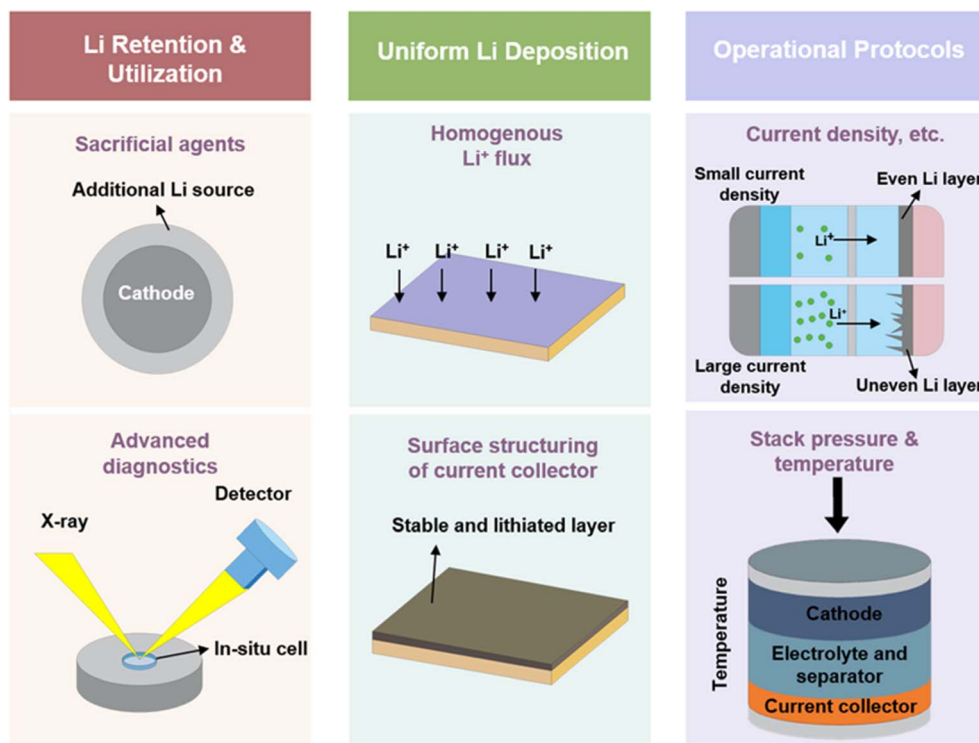 Li Retention &
Utilization
Uniform Li Deposition
Operational Protocols
Sacrificial agents
Additional Li source
Cathode
Homogenous
Li⁺ flux
Li⁺ Li⁺ Li⁺ Li⁺
Current density, etc.
Small current
density
Even Li layer
Li⁺
Li⁺
Large current
density
Uneven Li layer
Advanced
diagnostics
Detector
X-ray
In-situ cell
Surface structuring
of current collector
Stable and lithiated layer
Stack pressure &
temperature
Temperature
Cathode
Electrolyte and
separator
Current collector